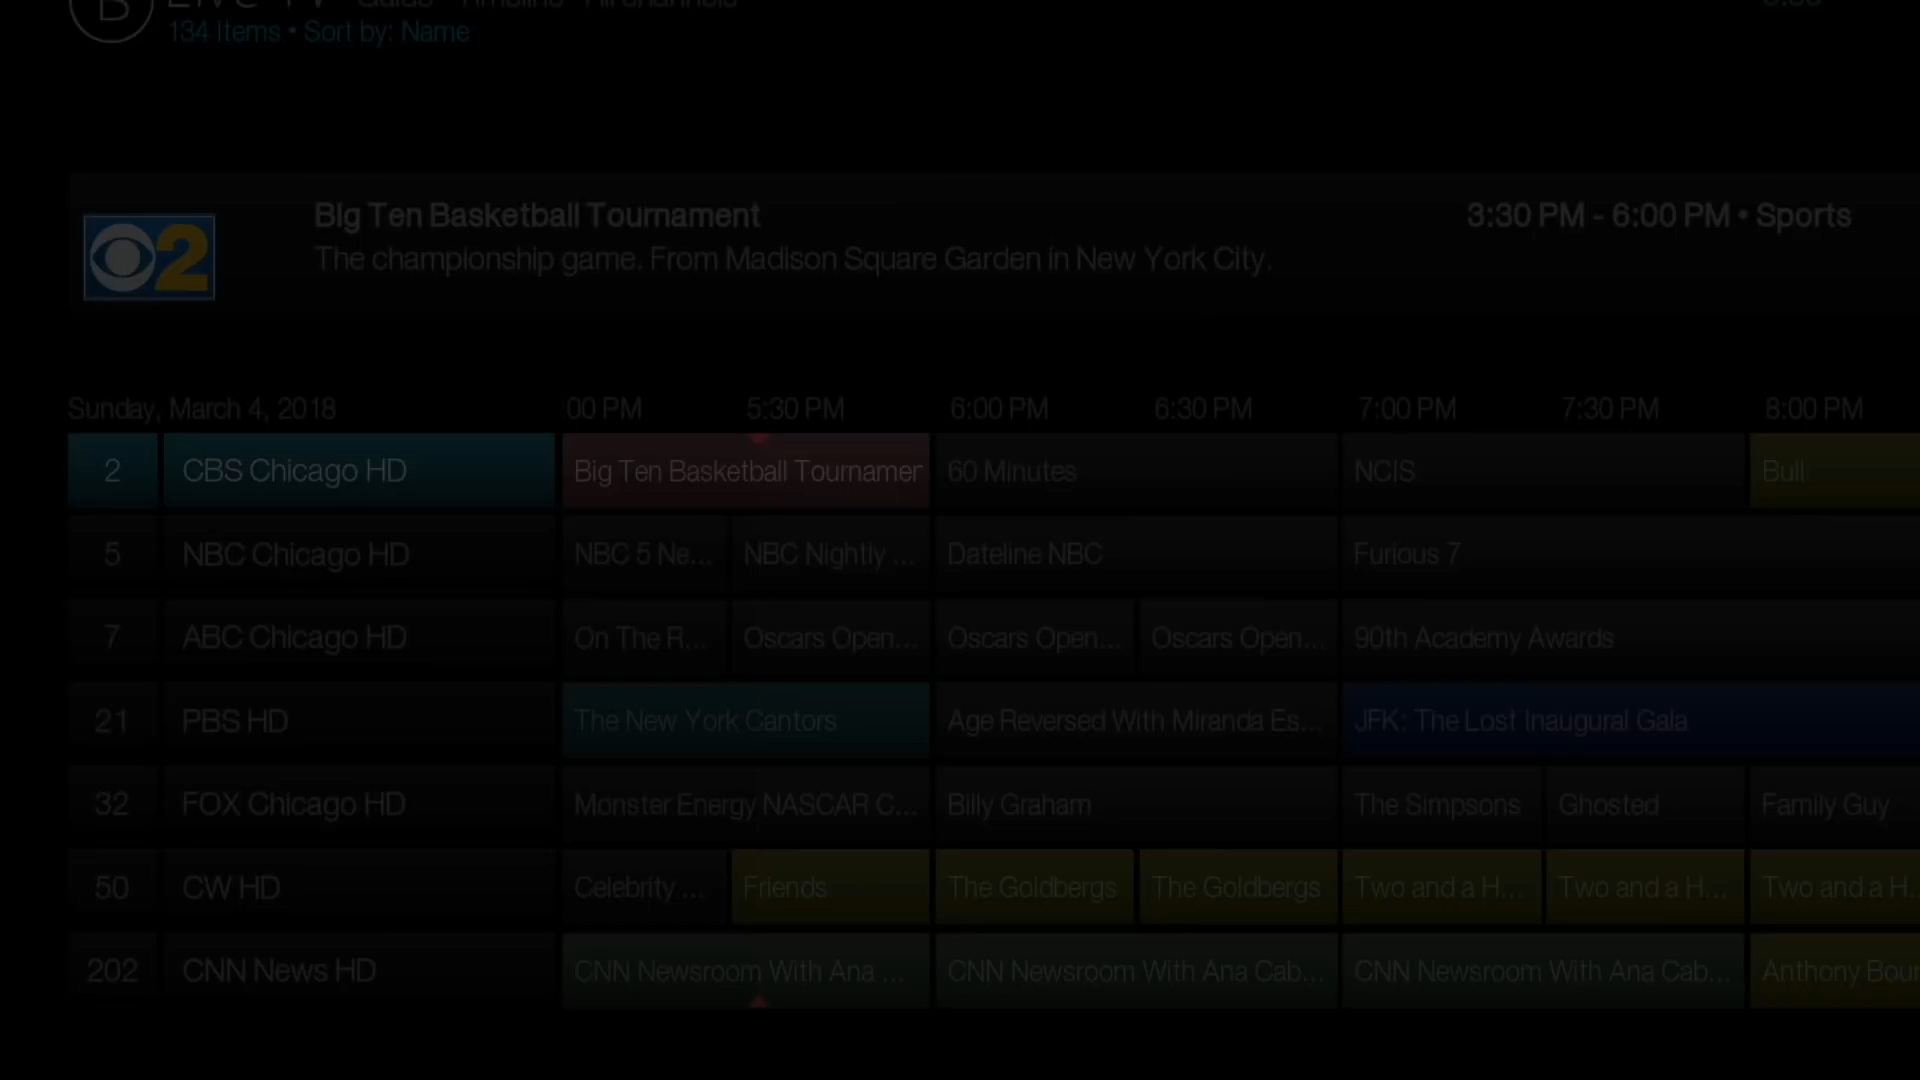 Live TV Guide • Timeline • All channels
134 Items • Sort by: Name
2
Big Ten Basketball Tournament
3:30 PM - 6:00 PM • Sports
The championship game. From Madison Square Garden in New York City.
Sunday, March 4, 2018 00 PM 5:30 PM 6:00 PM 6:30 PM 7:00 PM 7:30 PM 8:00 PM
2 CBS Chicago HD Big Ten Basketball Tournamer 60 Minutes NCIS Bull
5 NBC Chicago HD NBC 5 Ne... NBC Nightly ... Dateline NBC Furious 7
7 ABC Chicago HD On The R... Oscars Open... Oscars Open... Oscars Open... 90th Academy Awards
21 PBS HD The New York Cantors Age Reversed With Miranda Es... JFK: The Lost Inaugural Gala
32 FOX Chicago HD Monster Energy NASCAR C... Billy Graham The Simpsons Ghosted Family Guy
50 CW HD Celebrity ... Friends The Goldbergs The Goldbergs Two and a H... Two and a H... Two and a H...
202 CNN News HD CNN Newsroom With Ana ... CNN Newsroom With Ana Cab... CNN Newsroom With Ana Cab... Anthony Bour